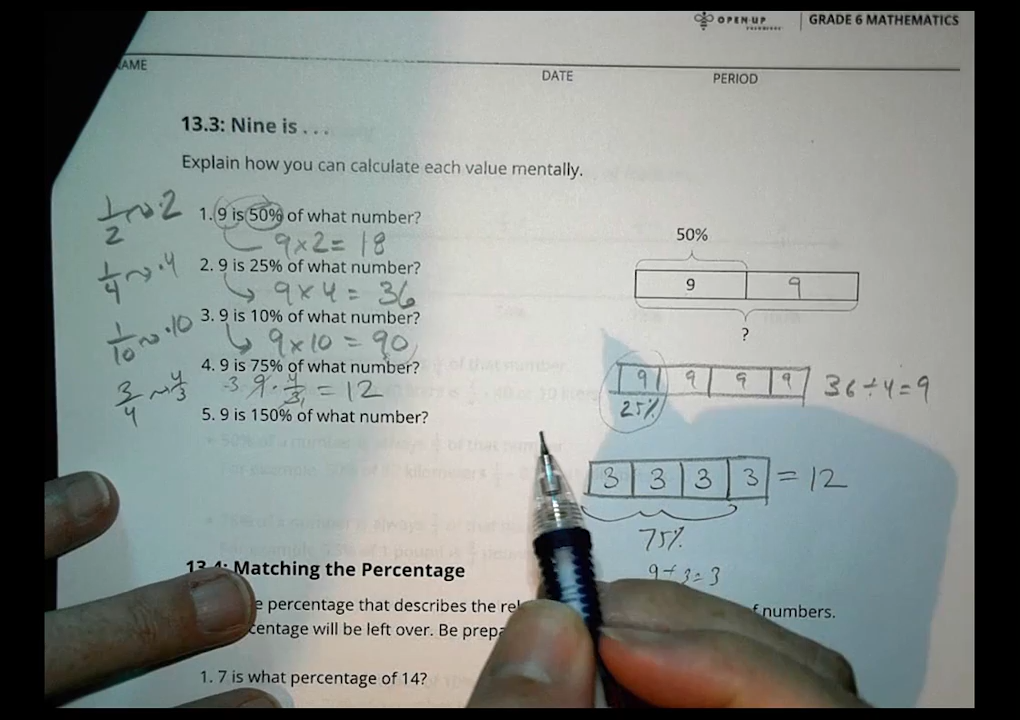 OPEN·UP GRADE 6 MATHEMATICS
AME DATE PERIOD
13.3: Nine is . . .
Explain how you can calculate each value mentally.
1/2 ~ ·2
1. 9 is 50% of what number?
9 × 2 = 18
1/4 ~ ·4
2. 9 is 25% of what number?
9 × 4 = 36
1/10 ~ ·10
3. 9 is 10% of what number?
9 × 10 = 90
3/4 ~ 4/3
4. 9 is 75% of what number?
3 9 · 4/3 = 12
5. 9 is 150% of what number?
50%
9 9
?
9 9 9 9 36 ÷ 4 = 9
25%
3 3 3 3 = 12
75%
9 ÷ 3 = 3
13.4: Matching the Percentage
e percentage that describes the rel f numbers.
centage will be left over. Be prepa
1. 7 is what percentage of 14?